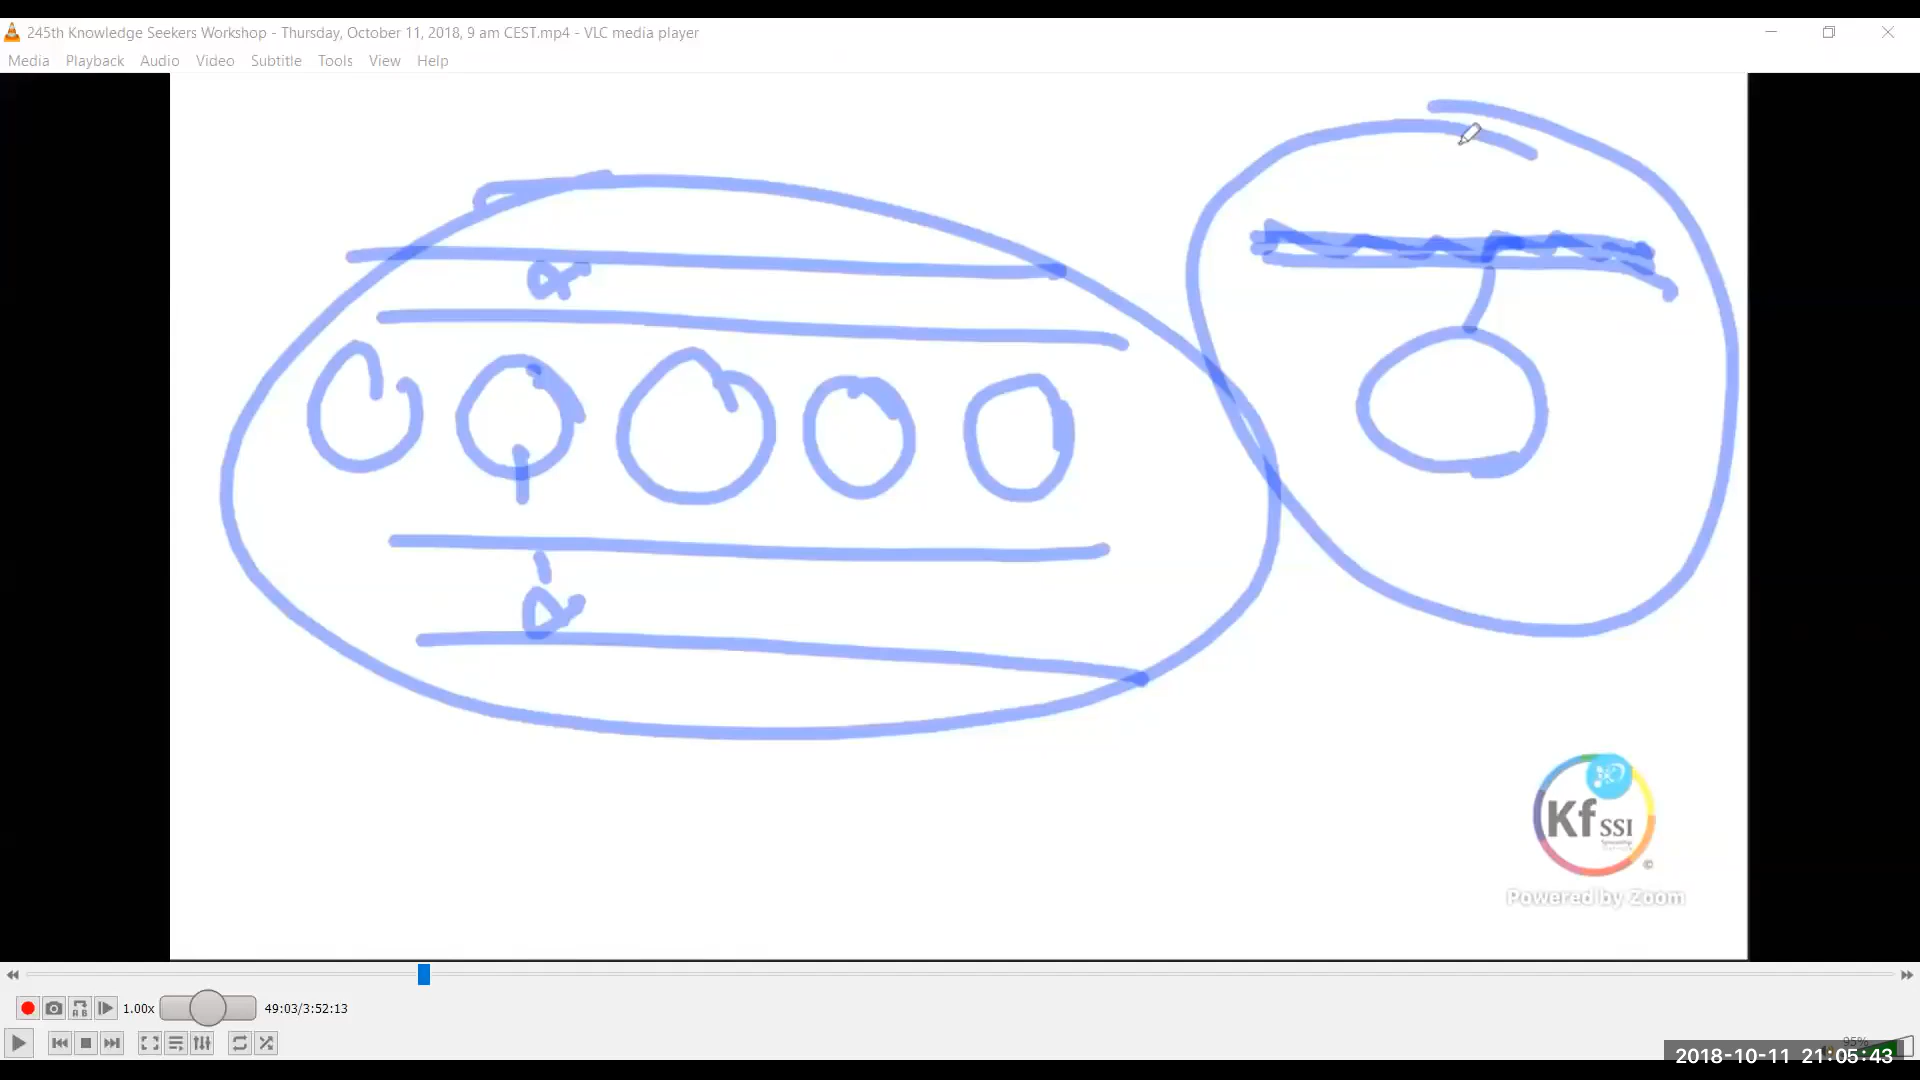 245th Knowledge Seekers Workshop - Thursday, October 11, 2018, 9 am CEST.mp4 - VLC media player
Media Playback Audio Video Subtitle Tools View Help
Kf SSI
©
Powered by Zoom
1.00x 49:03/3:52:13
95%
2018-10-11 21:05:43